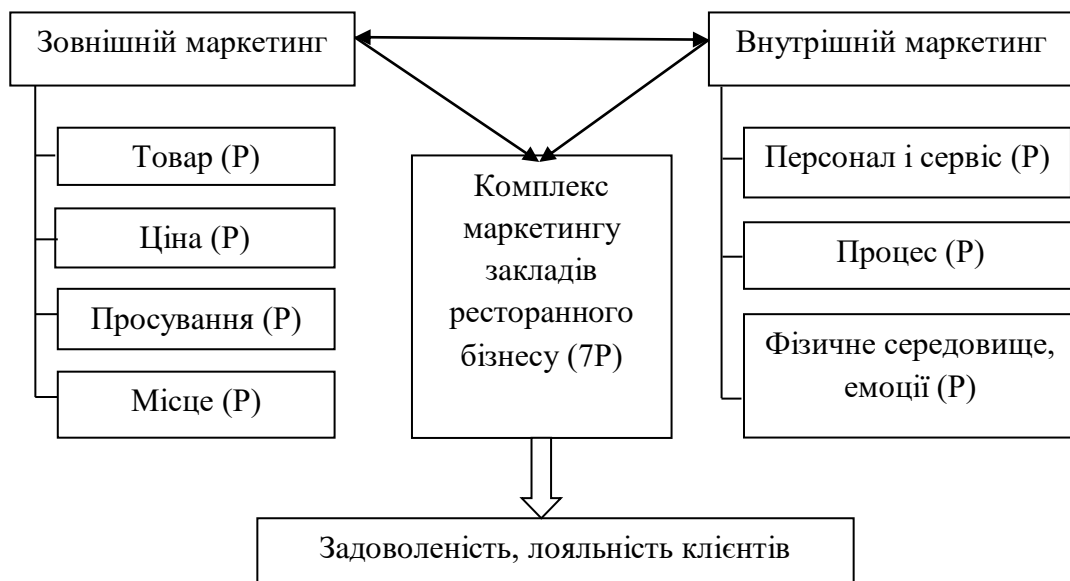 Зовнішній маркетинг
Внутрішній маркетинг
Товар (Р)
Ціна (Р)
Просування (Р)
Місце (Р)
Комплекс
маркетингу
закладів
ресторанного
бізнесу (7Р)
Персонал і сервіс (Р)
Процес (Р)
Фізичне середовище,
емоції (Р)
Задоволеність, лояльність клієнтів